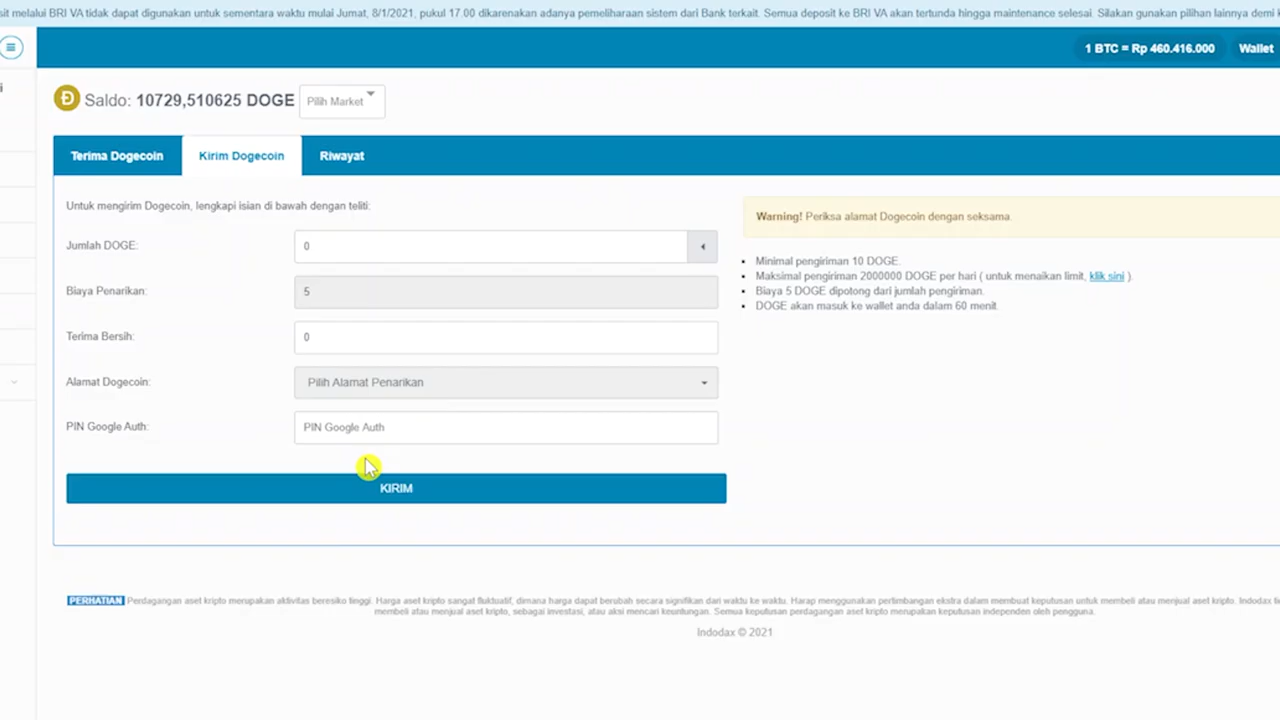 melalui BRI VA tidak dapat digunakan untuk sementara waktu mulai Jumat, 8/1/2021, pukul 17.00 dikarenakan adanya pemeliharaan sistem dari Bank terkait. Semua deposit ke BRI VA akan tertunda hingga maintenance selesai. Silakan gunakan pilihan lainnya demi
1 BTC = Rp 460.416.000 Wallet
Saldo: 10729,510625 DOGE Pilih Market
Terima Dogecoin Kirim Dogecoin Riwayat
Untuk mengirim Dogecoin, lengkapi isian di bawah dengan teliti:
Jumlah DOGE: 0
Biaya Penarikan: 5
Terima Bersih: 0
Alamat Dogecoin: Pilih Alamat Penarikan
PIN Google Auth: PIN Google Auth
KIRIM
Warning! Periksa alamat Dogecoin dengan seksama.
Minimal pengiriman 10 DOGE.
Maksimal pengiriman 2000000 DOGE per hari ( untuk menaikan limit, klik sini ).
Biaya 5 DOGE dipotong dari jumlah pengiriman.
DOGE akan masuk ke wallet anda dalam 60 menit.
PERHATIAN Perdagangan aset kripto merupakan aktivitas beresiko tinggi. Harga aset kripto sangat fluktuatif, dimana harga dapat berubah secara signifikan dari waktu ke waktu. Harap menggunakan pertimbangan ekstra dalam membuat keputusan untuk membeli atau menjual aset kripto. Indodax
membeli atau menjual aset kripto, sebagai investasi, atau aksi mencari keuntungan. Semua keputusan perdagangan aset kripto merupakan keputusan independen oleh pengguna.
Indodax © 2021